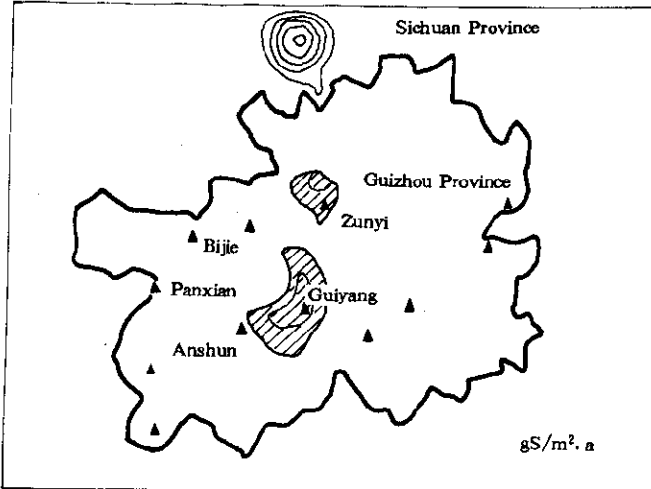 Sichuan Province
Guizhou Province
Zunyi
Bijie
Panxian
Guiyang
Anshun
gS/m². a